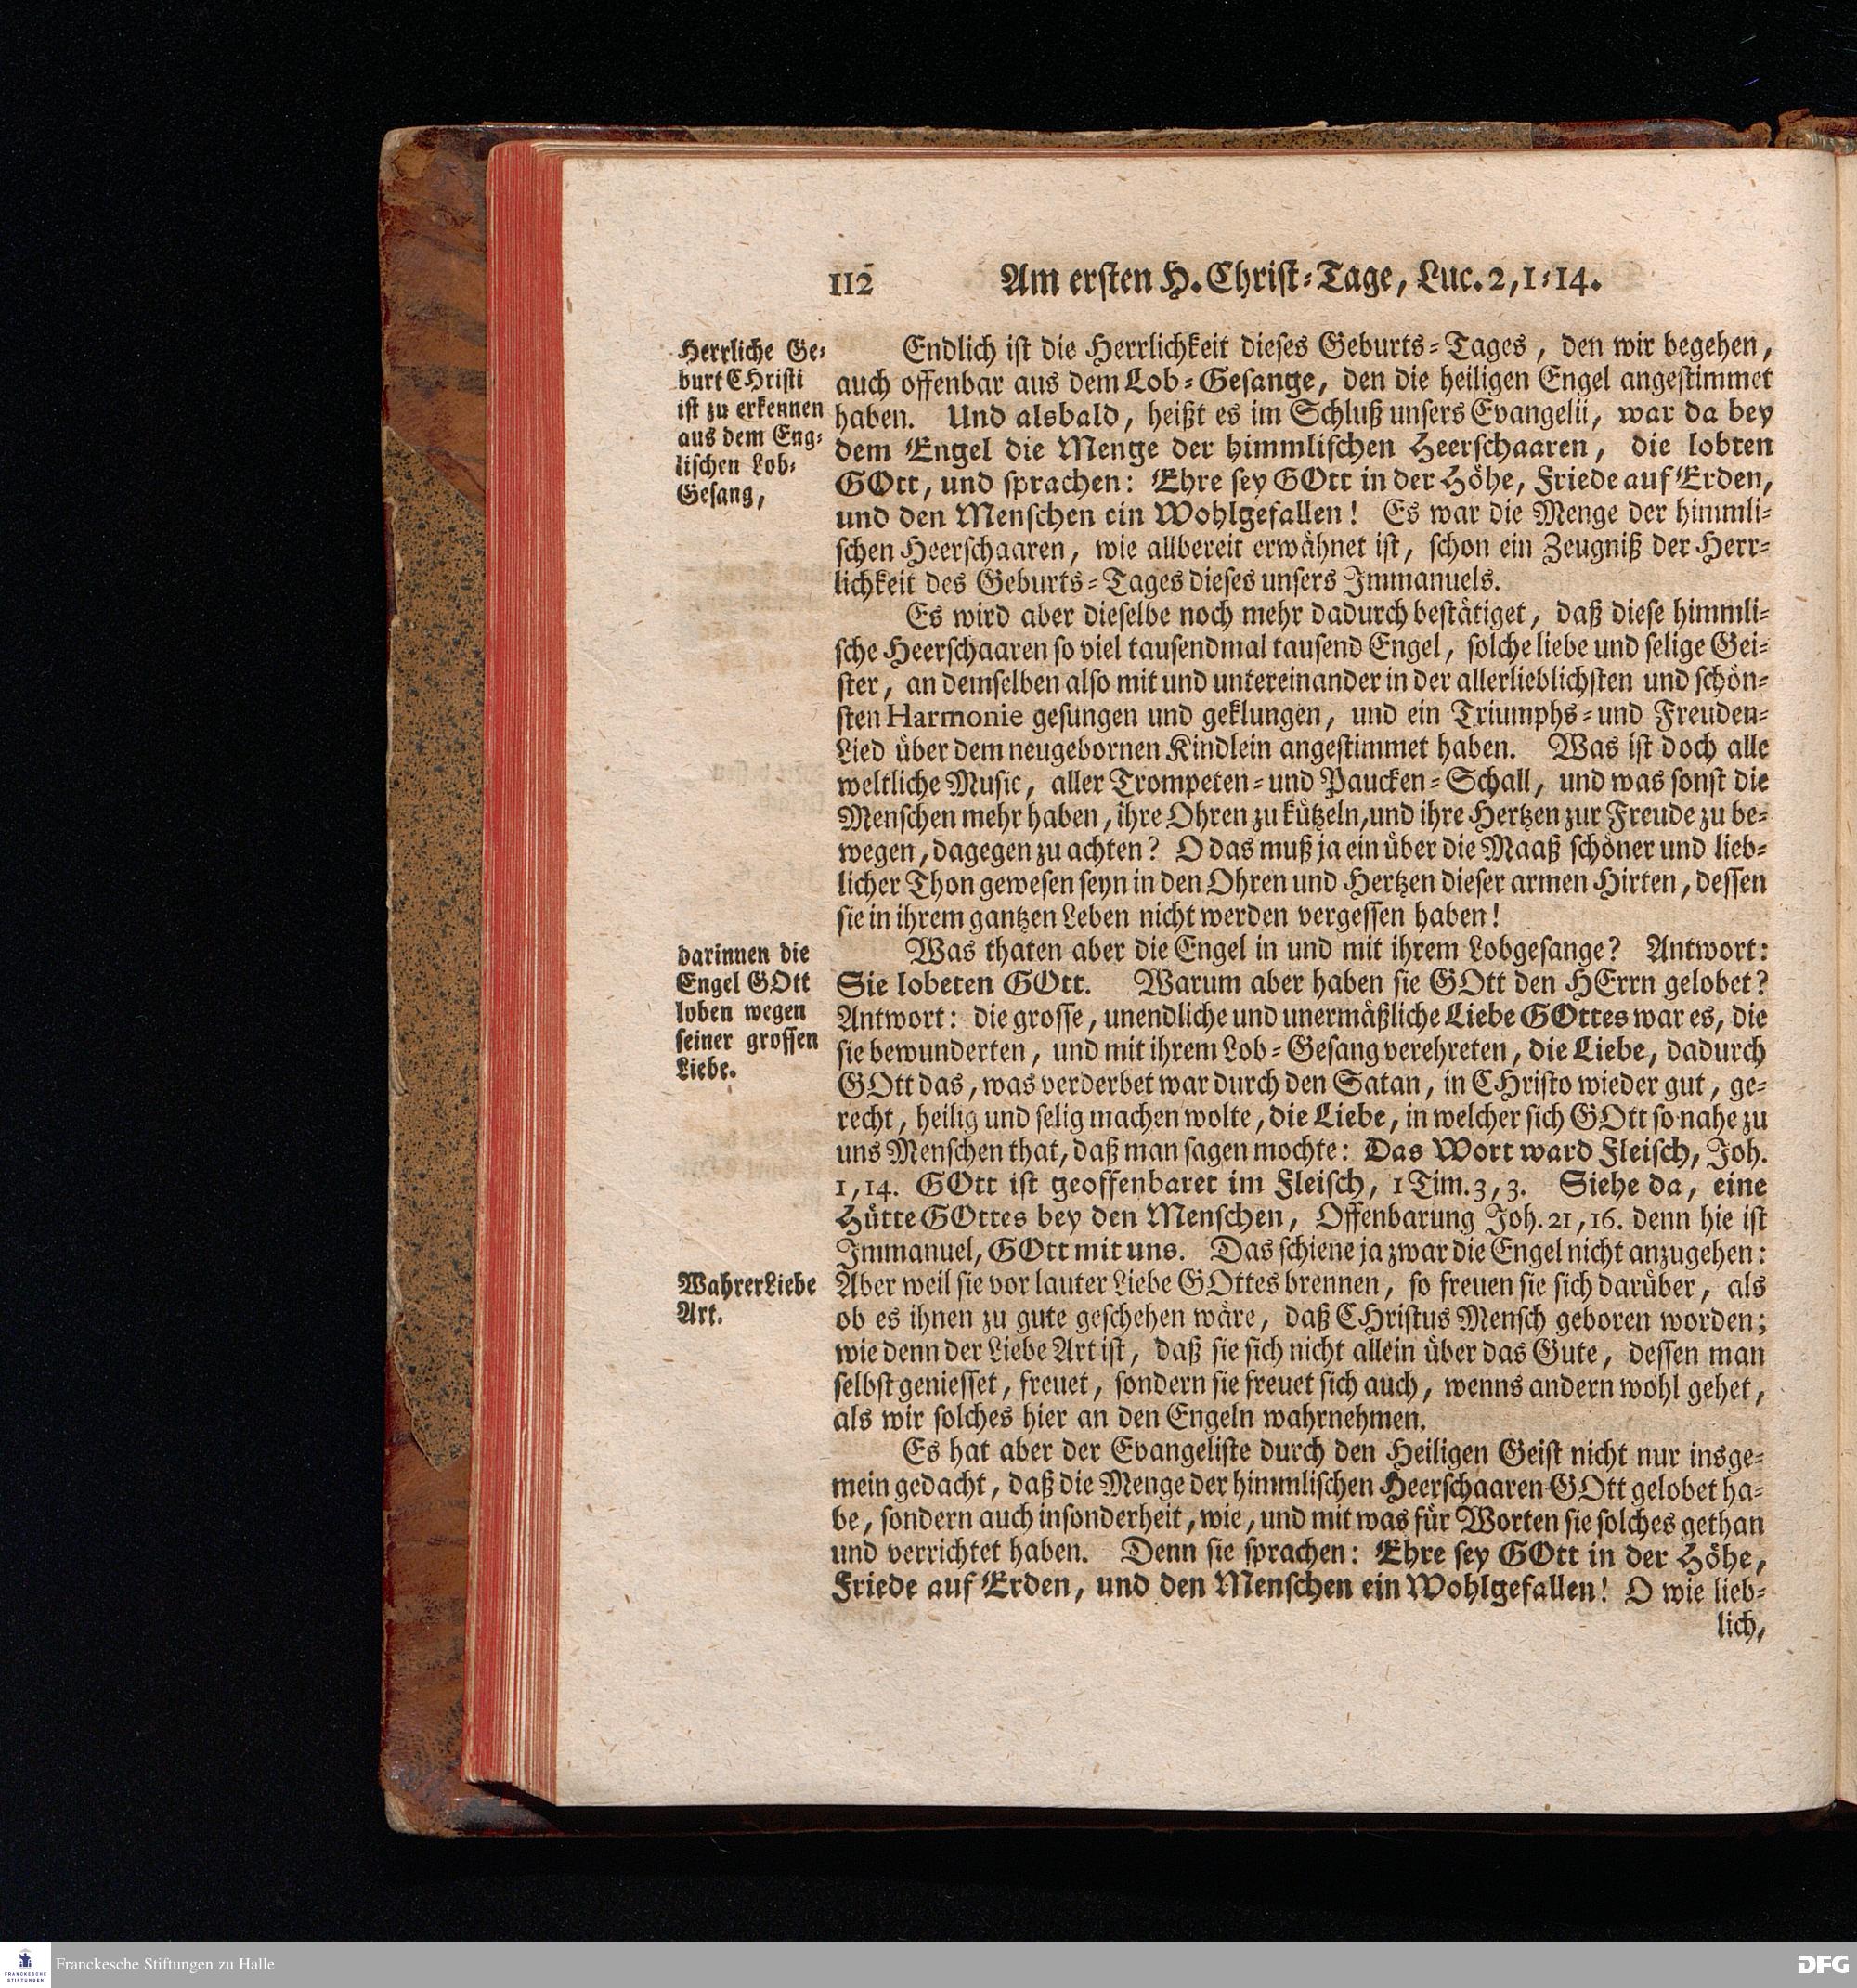 112 Am ersten H. Christ-Tage, Luc. 2, 1-14.
Herrliche Ge-
burt CHristi
ist zu erkennen
aus dem Eng-
lischen Lob-
Gesang,
Endlich ist die Herrlichkeit dieses Geburts-Tages, den wir begehen,
auch offenbar aus dem Lob-Gesange, den die heiligen Engel angestimmet
haben. Und alsbald, heißt es im Schluß unsers Evangelii, war da bey
dem Engel die Menge der himmlischen Heerschaaren, die lobten
GOtt, und sprachen: Ehre sey GOtt in der Höhe, Friede auf Erden,
und den Menschen ein Wohlgefallen! Es war die Menge der himmli-
schen Heerschaaren, wie allbereit erwähnet ist, schon ein Zeugniß der Herr-
lichkeit des Geburts-Tages dieses unsers Immanuels.
Es wird aber dieselbe noch mehr dadurch bestätiget, daß diese himmli-
sche Heerschaaren so viel tausendmal tausend Engel, solche liebe und selige Gei-
ster, an demselben also mit und untereinander in der allerlieblichsten und schön-
sten Harmonie gesungen und geklungen, und ein Triumphs- und Freuden-
Lied über dem neugebornen Kindlein angestimmet haben. Was ist doch alle
weltliche Music, aller Trompeten- und Paucken-Schall, und was sonst die
Menschen mehr haben, ihre Ohren zu kützeln, und ihre Hertzen zur Freude zu be-
wegen, dagegen zu achten? O das muß ja ein über die Maaß schöner und lieb-
licher Thon gewesen seyn in den Ohren und Hertzen dieser armen Hirten, dessen
sie in ihrem gantzen Leben nicht werden vergessen haben!
darinnen die
Engel GOtt
loben wegen
seiner grossen
Liebe.
Was thaten aber die Engel in und mit ihrem Lobgesange? Antwort:
Sie lobeten GOtt. Warum aber haben sie GOtt den HErrn gelobet?
Antwort: die grosse, unendliche und unermäßliche Liebe GOttes war es, die
sie bewunderten, und mit ihrem Lob-Gesang verehreten, die Liebe, dadurch
GOtt das, was verderbet war durch den Satan, in CHristo wieder gut, ge-
recht, heilig und selig machen wolte, die Liebe, in welcher sich GOtt so nahe zu
uns Menschen that, daß man sagen mochte: Das Wort ward Fleisch, Joh.
1, 14. GOtt ist geoffenbaret im Fleisch, 1 Tim. 3, 3. Siehe da, eine
Hütte GOttes bey den Menschen, Offenbarung Joh. 21, 16. denn hie ist
Immanuel, GOtt mit uns. Das schiene ja zwar die Engel nicht anzugehen:
Wahrer Liebe
Art.
Aber weil sie vor lauter Liebe GOttes brennen, so freuen sie sich darüber, als
ob es ihnen zu gute geschehen wäre, daß CHristus Mensch geboren worden;
wie denn der Liebe Art ist, daß sie sich nicht allein über das Gute, dessen man
selbst geniesset, freuet, sondern sie freuet sich auch, wenns andern wohl gehet,
als wir solches hier an den Engeln wahrnehmen.
Es hat aber der Evangeliste durch den Heiligen Geist nicht nur insge-
mein gedacht, daß die Menge der himmlischen Heerschaaren GOtt gelobet ha-
be, sondern auch insonderheit, wie, und mit was für Worten sie solches gethan
und verrichtet haben. Denn sie sprachen: Ehre sey GOtt in der Höhe,
Friede auf Erden, und den Menschen ein Wohlgefallen! O wie lieb-
lich,
FRANCKESCHE
STIFTUNGEN
Franckesche Stiftungen zu Halle
DFG